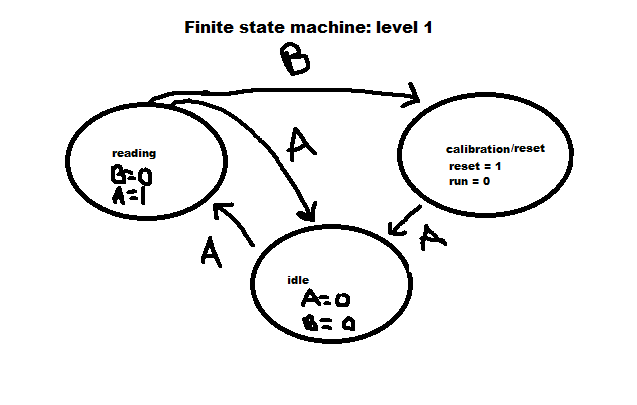 Finite state machine: level 1
B
reading
B=0
A=1
A
calibration/reset
reset = 1
run = 0
A
A
idle
A=0
B=0